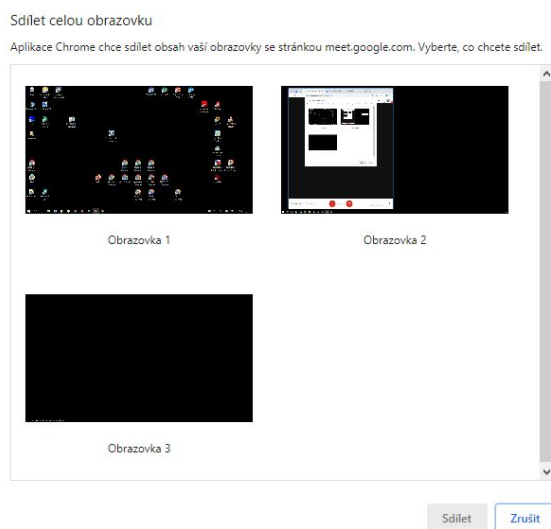 Sdílet celou obrazovku
Aplikace Chrome chce sdílet obsah vaší obrazovky se stránkou meet.google.com. Vyberte, co chcete sdílet.
Obrazovka 1
Obrazovka 2
Obrazovka 3
Sdílet
Zrušit